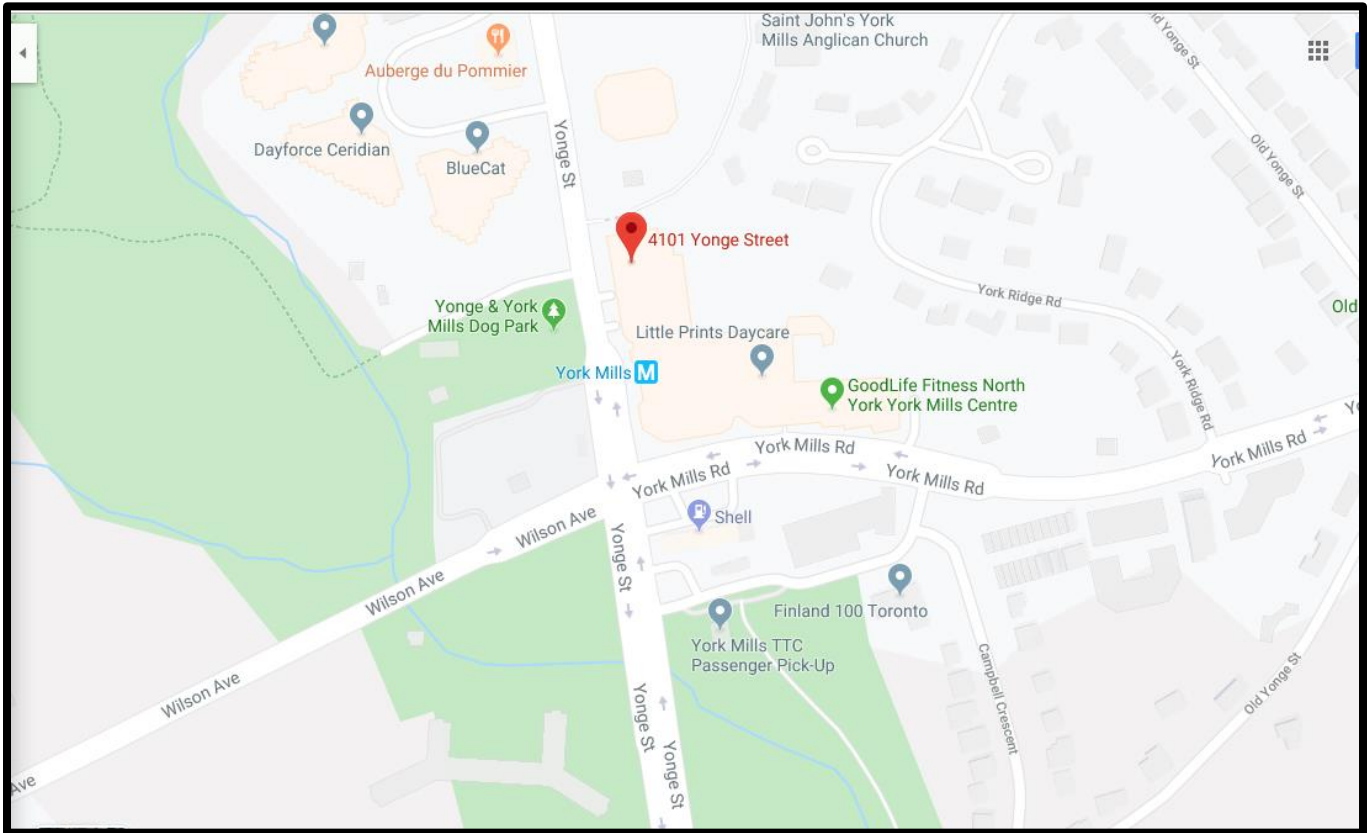 Saint John's York
Mills Anglican Church
Yonge St
Auberge du Pommier
Dayforce Ceridian
BlueCat
Yonge St
Old Yonge St
4101 Yonge Street
York Ridge Rd
Yonge & York
Mills Dog Park
Old
Little Prints Daycare
York Mills M
York Ridge Rd
GoodLife Fitness North
York York Mills Centre
York Mills Rd
York Mills Rd
York Mills Rd
York Mills Rd
Shell
Wilson Ave
Yonge St
Wilson Ave
Finland 100 Toronto
York Mills TTC
Passenger Pick-Up
Campbell Crescent
Wilson Ave
Old Yonge St
Yonge St
Yonge St
Ave